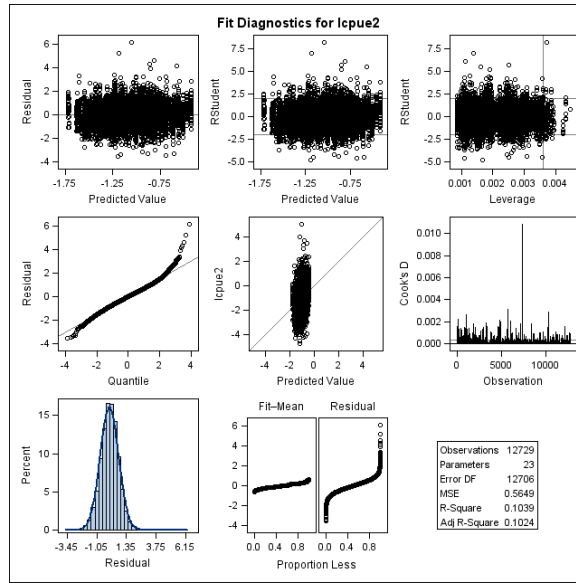 Fit Diagnostics for lcpue2
Residual
6
4
2
0
-2
-4
-1.75 -1.25 -0.75
Predicted Value
RStudent
7.5
5.0
2.5
0.0
-2.5
-5.0
-1.75 -1.25 -0.75
Predicted Value
RStudent
7.5
5.0
2.5
0.0
-2.5
-5.0
0.001 0.002 0.003 0.004
Leverage
Residual
6
4
2
0
-2
-4
-4 -2 0 2 4
Quantile
lcpue2
4
2
0
-2
-4
-4 -2 0 2 4
Predicted Value
Cook's D
0.010
0.008
0.006
0.004
0.002
0.000
0 5000 10000
Observation
Percent
15
10
5
0
-3.45 -1.05 1.35 3.75 6.15
Residual
Fit–Mean Residual
6
4
2
0
-2
-4
0.0 0.4 0.8 0.0 0.4 0.8
Proportion Less
Observations 12729
Parameters 23
Error DF 12706
MSE 0.5649
R-Square 0.1039
Adj R-Square 0.1024